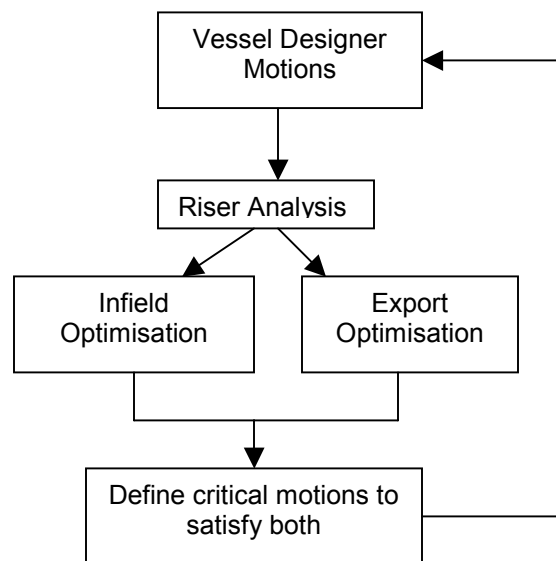 Vessel Designer
Motions
Riser Analysis
Infield
Optimisation
Export
Optimisation
Define critical motions to
satisfy both